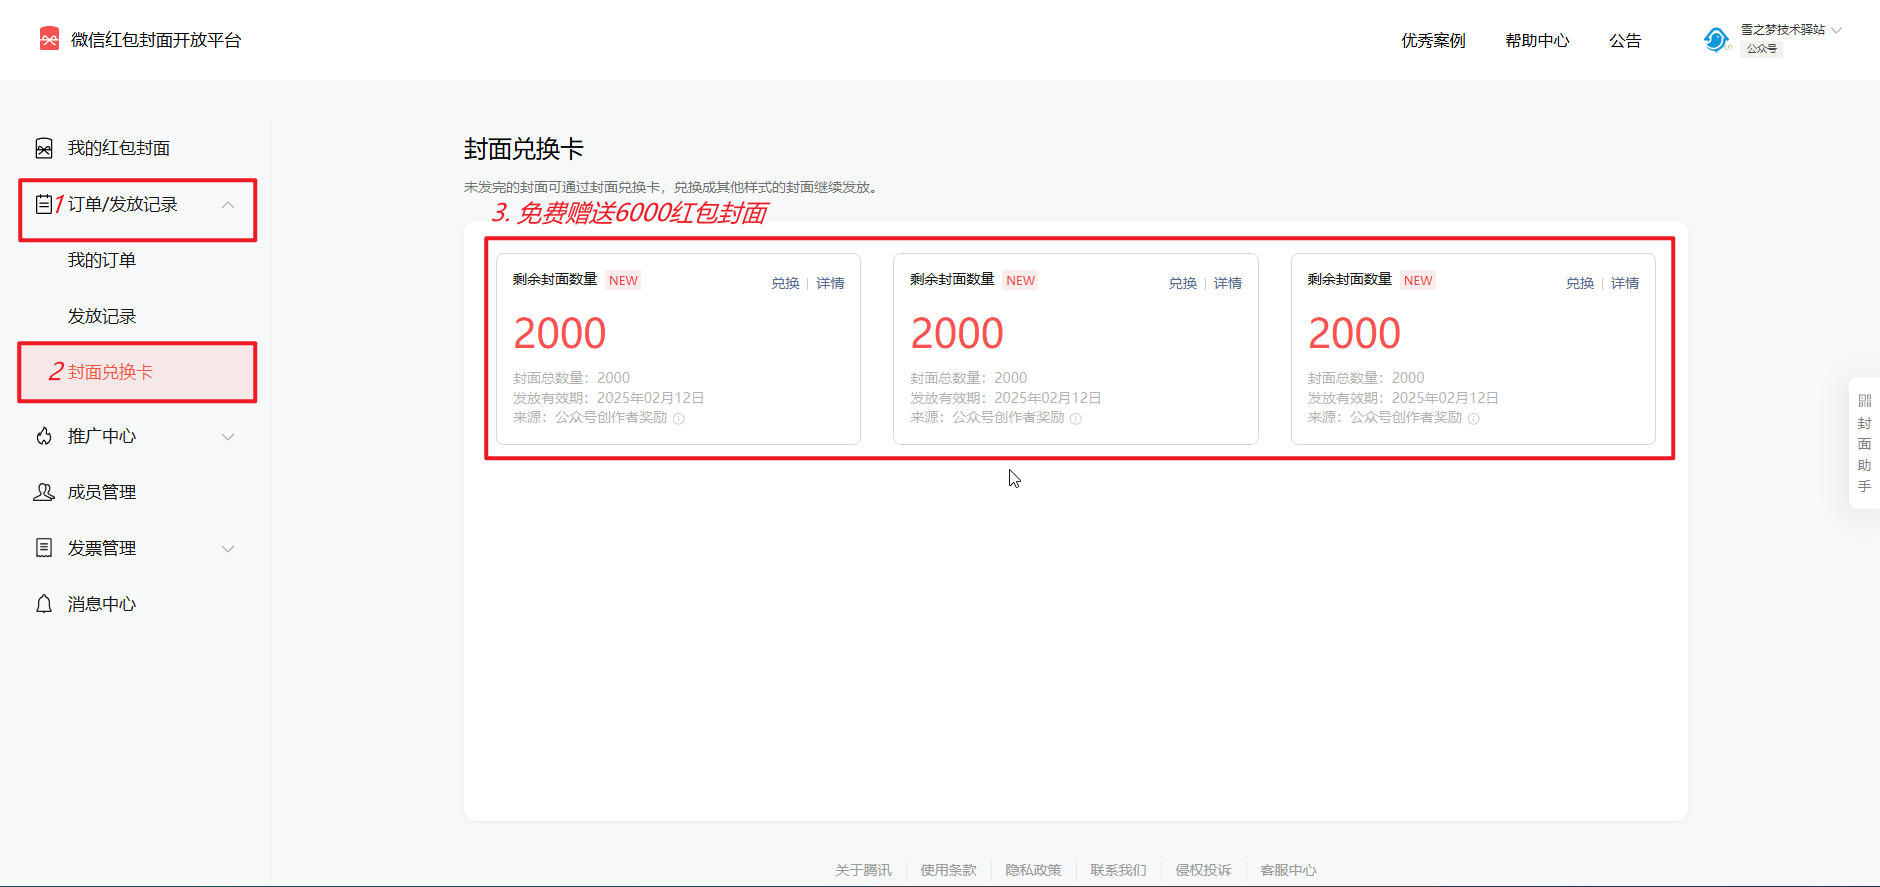 微信红包封面开放平台
优秀案例
帮助中心
公告
雪之梦技术驿站
公众号
我的红包封面
1 订单/发放记录
我的订单
发放记录
2 封面兑换卡
推广中心
成员管理
发票管理
消息中心
封面兑换卡
未发完的封面可通过封面兑换卡，兑换成其他样式的封面继续发放。
3. 免费赠送6000红包封面
剩余封面数量 NEW 兑换 | 详情
2000
封面总数量：2000
发放有效期：2025年02月12日
来源：公众号创作者奖励
剩余封面数量 NEW 兑换 | 详情
2000
封面总数量：2000
发放有效期：2025年02月12日
来源：公众号创作者奖励
剩余封面数量 NEW 兑换 | 详情
2000
封面总数量：2000
发放有效期：2025年02月12日
来源：公众号创作者奖励
封面助手
关于腾讯 | 使用条款 | 隐私政策 | 联系我们 | 侵权投诉 | 客服中心